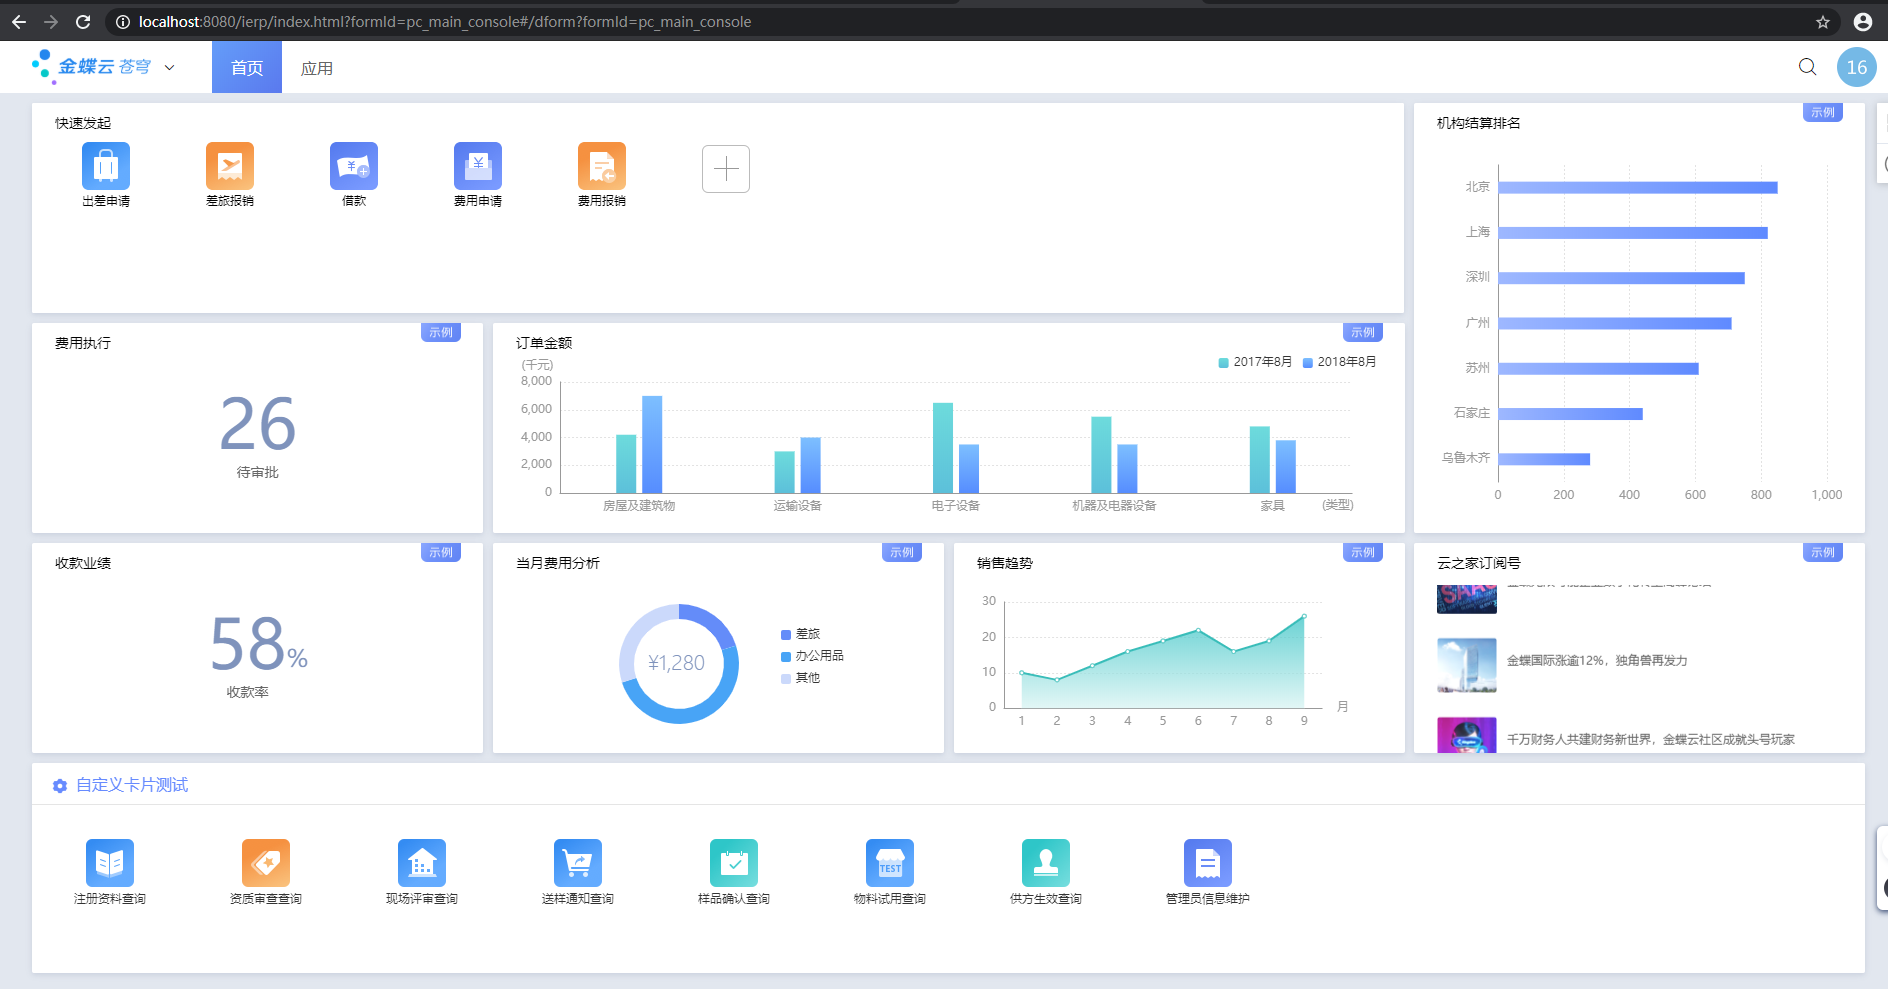 localhost:8080/ierp/index.html?formId=pc_main_console#/dform?formId=pc_main_console
金蝶云 苍穹
首页
应用
16
快速发起
出差申请
差旅报销
借款
费用申请
费用报销
机构结算排名
示例
北京
上海
深圳
广州
苏州
石家庄
乌鲁木齐
0 200 400 600 800 1,000
费用执行
示例
26
待审批
订单金额
示例
(千元)
2017年8月 2018年8月
8,000
6,000
4,000
2,000
0
房屋及建筑物 运输设备 电子设备 机器及电器设备 家具 (类型)
收款业绩
示例
58%
收款率
当月费用分析
示例
¥1,280
差旅
办公用品
其他
销售趋势
示例
30
20
10
0
1 2 3 4 5 6 7 8 9 月
云之家订阅号
示例
SAAS
金蝶国际涨逾12%，独角兽再发力
千万财务人共建财务新世界，金蝶云社区成就头号玩家
自定义卡片测试
注册资料查询
资质审查查询
现场评审查询
送样通知查询
样品确认查询
TEST
物料试用查询
供方生效查询
管理员信息维护